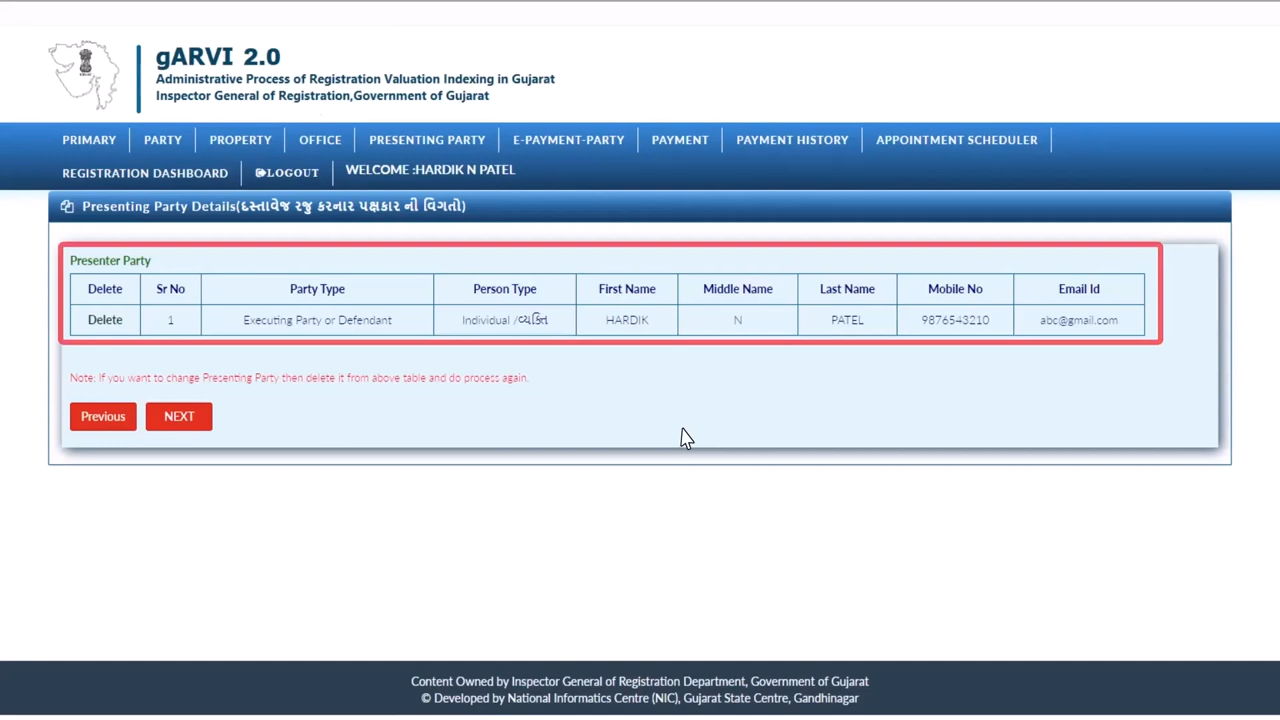 gARVI 2.0
Administrative Process of Registration Valuation Indexing in Gujarat
Inspector General of Registration,Government of Gujarat
PRIMARY PARTY PROPERTY OFFICE PRESENTING PARTY E-PAYMENT-PARTY PAYMENT PAYMENT HISTORY APPOINTMENT SCHEDULER
REGISTRATION DASHBOARD LOGOUT WELCOME :HARDIK N PATEL
Presenting Party Details(દસ્તાવેજ રજુ કરનાર પક્ષકાર ની વિગતો)
Presenter Party
Delete Sr No Party Type Person Type First Name Middle Name Last Name Mobile No Email Id
Delete 1 Executing Party or Defendant Individual /વ્યક્તિ HARDIK N PATEL 9876543210 abc@gmail.com
Note: If you want to change Presenting Party then delete it from above table and do process again.
Previous NEXT
Content Owned by Inspector General of Registration Department, Government of Gujarat
© Developed by National Informatics Centre (NIC), Gujarat State Centre, Gandhinagar